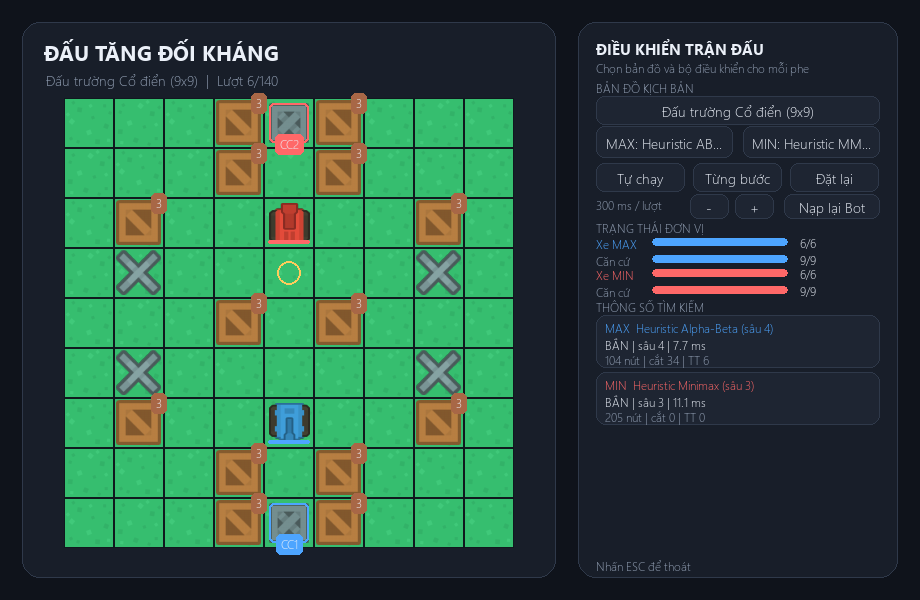 ĐẤU TĂNG ĐỐI KHÁNG
Đấu trường Cổ điển (9x9) | Lượt 6/140
3 3
CC2
3 3
3 3
3 3
3 3
3 3
3 3
CC1
ĐIỀU KHIỂN TRẬN ĐẤU
Chọn bản đồ và bộ điều khiển cho mỗi phe
BẢN ĐỒ KỊCH BẢN
Đấu trường Cổ điển (9x9)
MAX: Heuristic AB... MIN: Heuristic MM...
Tự chạy Từng bước Đặt lại
300 ms / lượt - + Nạp lại Bot
TRẠNG THÁI ĐƠN VỊ
Xe MAX 6/6
Căn cứ 9/9
Xe MIN 6/6
Căn cứ 9/9
THÔNG SỐ TÌM KIẾM
MAX Heuristic Alpha-Beta (sâu 4)
BẮN | sâu 4 | 7.7 ms
104 nút | cắt 34 | TT 6
MIN Heuristic Minimax (sâu 3)
BẮN | sâu 3 | 11.1 ms
205 nút | cắt 0 | TT 0
Nhấn ESC để thoát